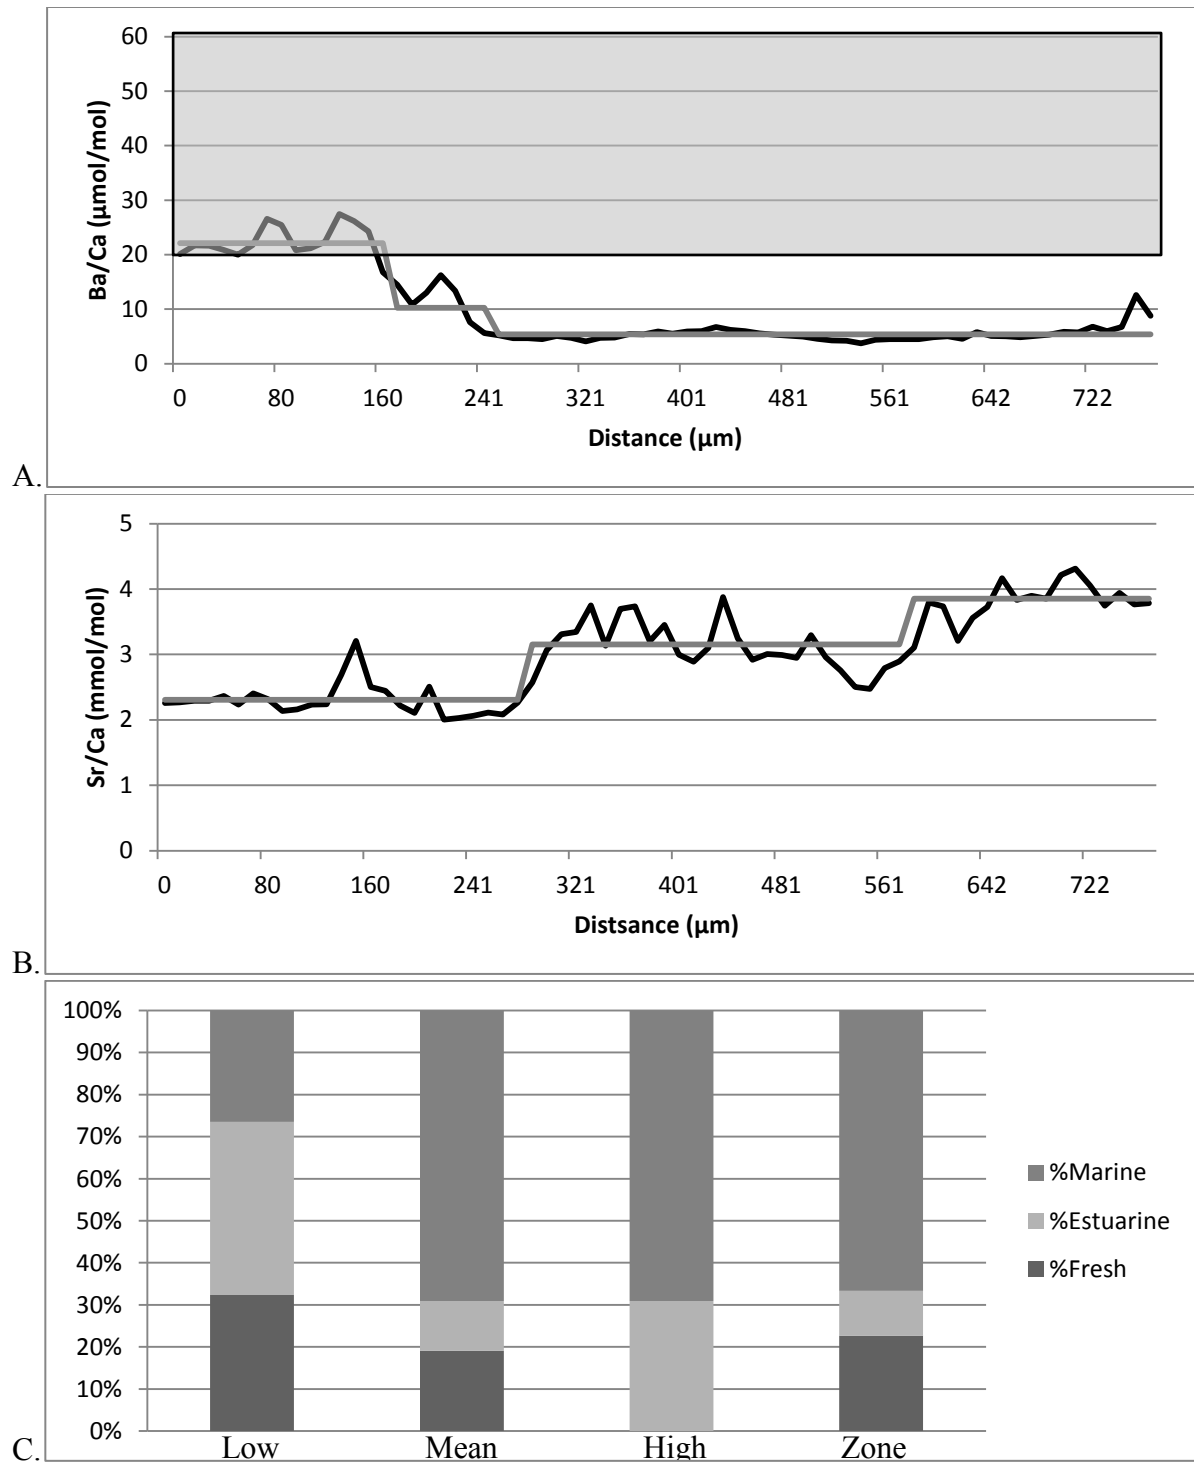 60
50
40
30
20
10
0
Ba/Ca (µmol/mol)
0 80 160 241 321 401 481 561 642 722
Distance (µm)
A.
5
4
3
2
1
0
Sr/Ca (mmol/mol)
0 80 160 241 321 401 481 561 642 722
Distsance (µm)
B.
100%
90%
80%
70%
60%
50%
40%
30%
20%
10%
0%
%Marine
%Estuarine
%Fresh
C.
Low Mean High Zone